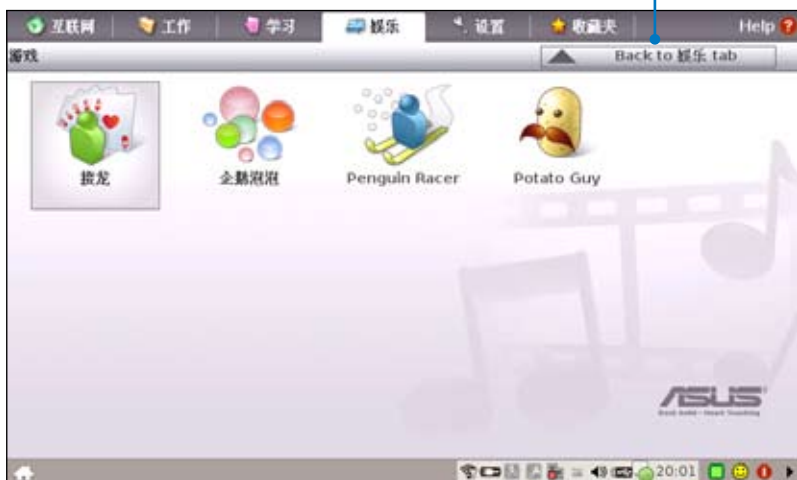 互联网 工作 学习 娱乐 设置 收藏夹 Help ?
游戏 Back to 娱乐 tab
接龙 企鹅泡泡 Penguin Racer Potato Guy
ASUS
20:01